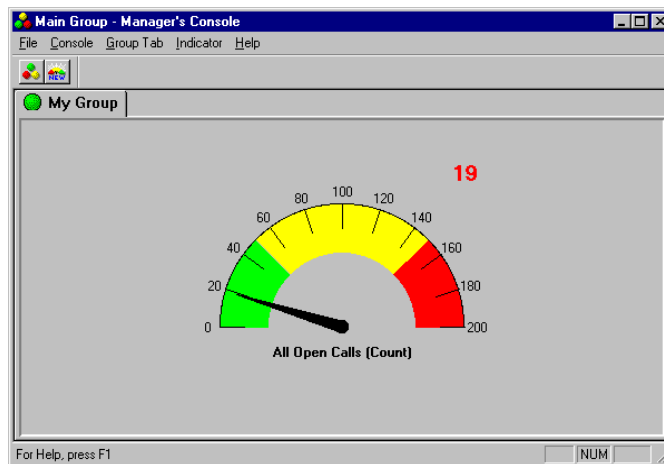 Main Group - Manager's Console
File Console Group Tab Indicator Help
NEW
My Group
19
0 20 40 60 80 100 120 140 160 180 200
All Open Calls (Count)
For Help, press F1
NUM